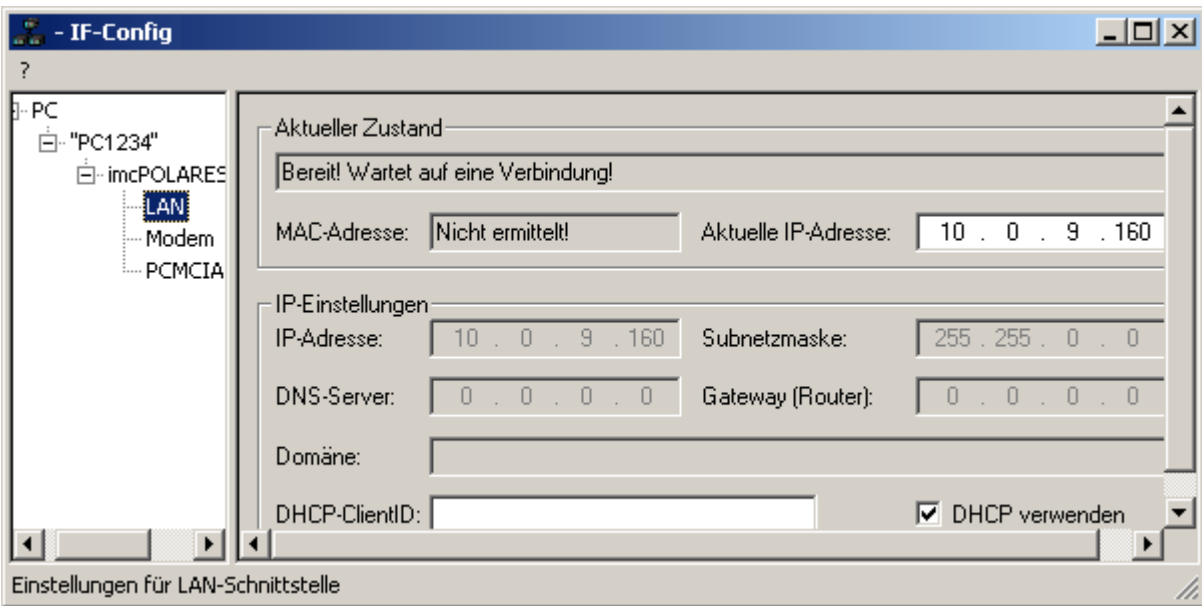 - IF-Config
?
PC
"PC1234"
imcPOLARES
LAN
Modem
PCMCIA
Aktueller Zustand
Bereit! Wartet auf eine Verbindung!
MAC-Adresse: Nicht ermittelt! Aktuelle IP-Adresse: 10 . 0 . 9 . 160
IP-Einstellungen
IP-Adresse: 10 . 0 . 9 . 160 Subnetzmaske: 255 . 255 . 0 . 0
DNS-Server: 0 . 0 . 0 . 0 Gateway (Router): 0 . 0 . 0 . 0
Domäne:
DHCP-ClientID: DHCP verwenden
Einstellungen für LAN-Schnittstelle